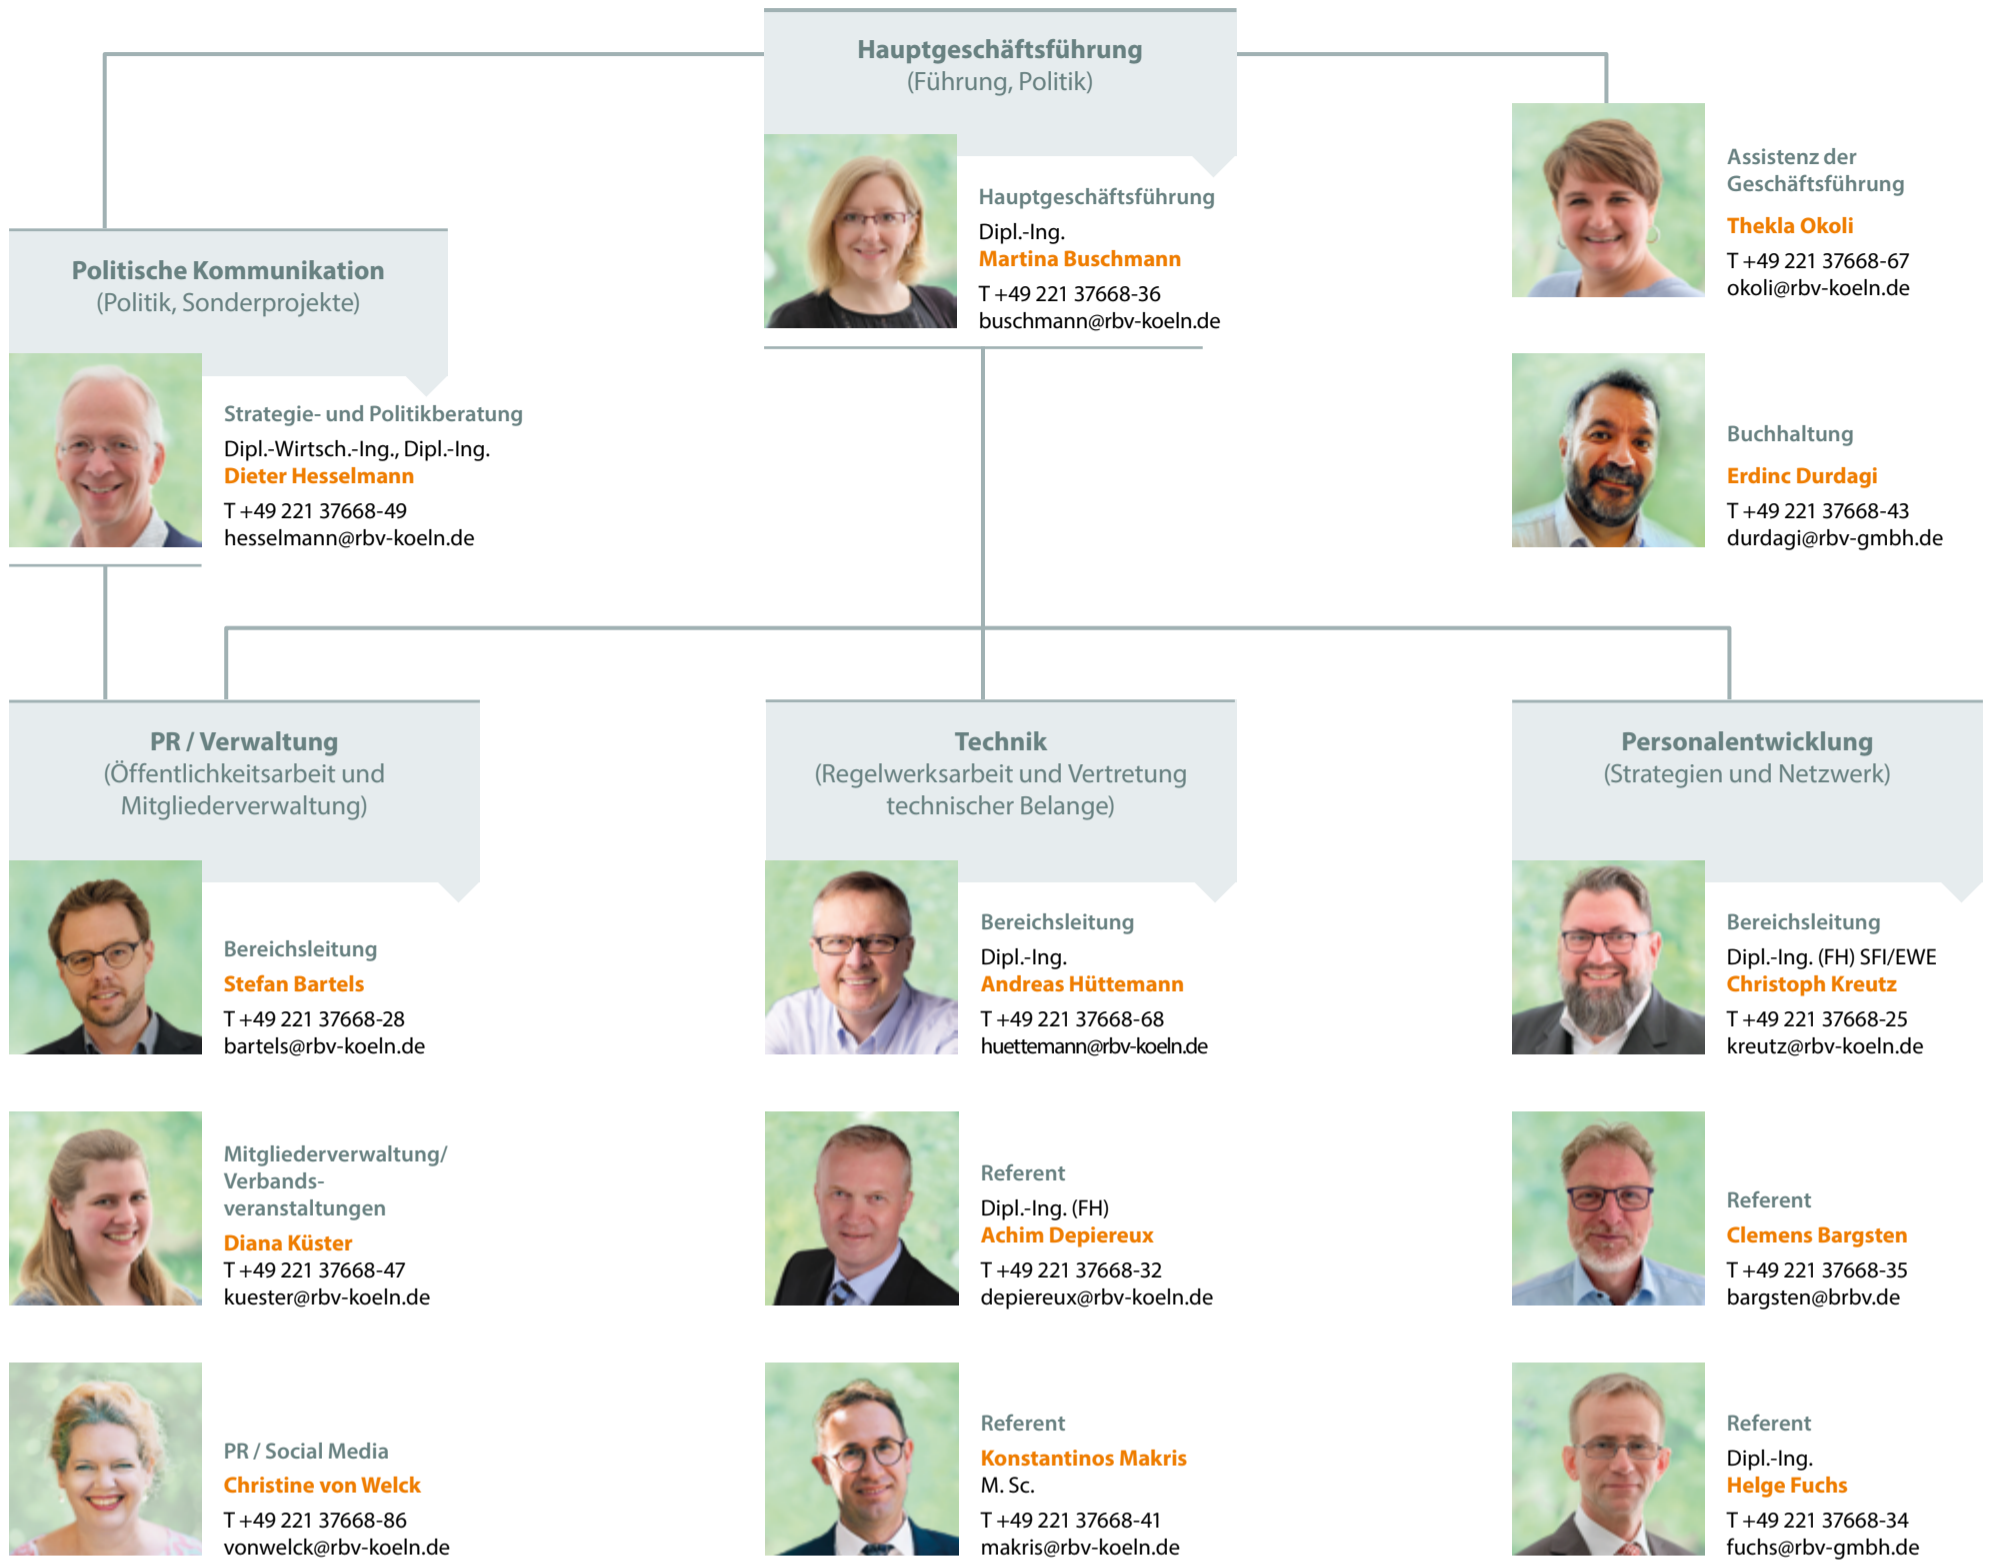 Hauptgeschäftsführung
(Führung, Politik)
Hauptgeschäftsführung
Dipl.-Ing.
Martina Buschmann
T +49 221 37668-36
buschmann@rbv-koeln.de
Assistenz der
Geschäftsführung
Thekla Okoli
T +49 221 37668-67
okoli@rbv-koeln.de
Politische Kommunikation
(Politik, Sonderprojekte)
Strategie- und Politikberatung
Dipl.-Wirtsch.-Ing., Dipl.-Ing.
Dieter Hesselmann
T +49 221 37668-49
hesselmann@rbv-koeln.de
Buchhaltung
Erdinc Durdagi
T +49 221 37668-43
durdagi@rbv-gmbh.de
PR / Verwaltung
(Öffentlichkeitsarbeit und
Mitgliederverwaltung)
Bereichsleitung
Stefan Bartels
T +49 221 37668-28
bartels@rbv-koeln.de
Mitgliederverwaltung/
Verbands-
veranstaltungen
Diana Küster
T +49 221 37668-47
kuester@rbv-koeln.de
PR / Social Media
Christine von Welck
T +49 221 37668-86
vonwelck@rbv-koeln.de
Technik
(Regelwerksarbeit und Vertretung
technischer Belange)
Bereichsleitung
Dipl.-Ing.
Andreas Hüttemann
T +49 221 37668-68
huettemann@rbv-koeln.de
Referent
Dipl.-Ing. (FH)
Achim Depiereux
T +49 221 37668-32
depiereux@rbv-koeln.de
Referent
Konstantinos Makris
M. Sc.
T +49 221 37668-41
makris@rbv-koeln.de
Personalentwicklung
(Strategien und Netzwerk)
Bereichsleitung
Dipl.-Ing. (FH) SFI/EWE
Christoph Kreutz
T +49 221 37668-25
kreutz@rbv-koeln.de
Referent
Clemens Bargsten
T +49 221 37668-35
bargsten@brbv.de
Referent
Dipl.-Ing.
Helge Fuchs
T +49 221 37668-34
fuchs@rbv-gmbh.de